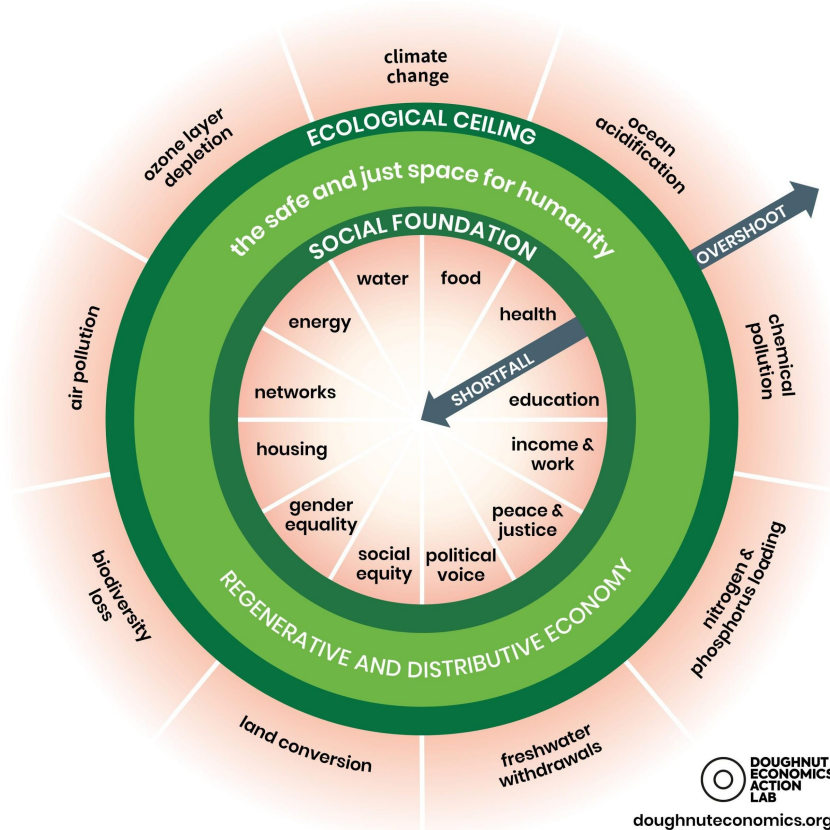 climate
change
ocean
acidification
chemical
pollution
nitrogen &
phosphorus loading
freshwater
withdrawals
land conversion
biodiversity
loss
air pollution
ozone layer
depletion
ECOLOGICAL CEILING
the safe and just space for humanity
SOCIAL FOUNDATION
OVERSHOOT
SHORTFALL
water
food
health
education
income &
work
peace &
justice
political
voice
social
equity
gender
equality
housing
networks
energy
REGENERATIVE AND DISTRIBUTIVE ECONOMY
DOUGHNUT
ECONOMICS
ACTION
LAB
doughnuteconomics.org